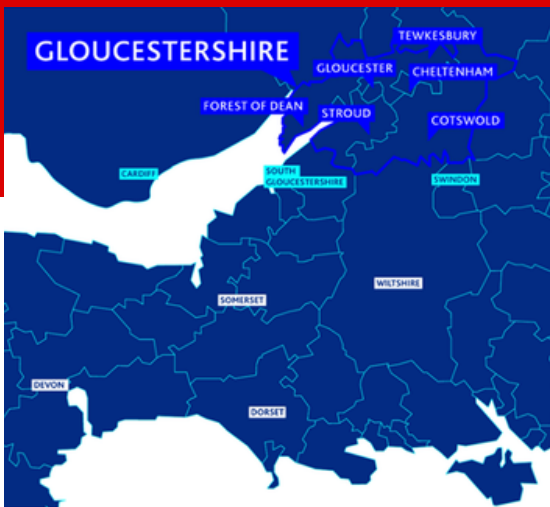 TEWKESBURY
GLOUCESTERSHIRE
GLOUCESTER
CHELTENHAM
FOREST OF DEAN
STROUD
COTSWOLD
CARDIFF
SOUTH
GLOUCESTERSHIRE
SWINDON
WILTSHIRE
SOMERSET
DEVON
DORSET